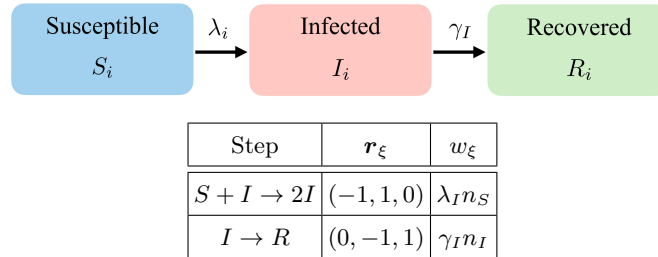 Susceptible λ_i Infected γ_I Recovered
S_i I_i R_i
Step r_ξ w_ξ
S + I → 2I (−1, 1, 0) λ_I n_S
I → R (0, −1, 1) γ_I n_I